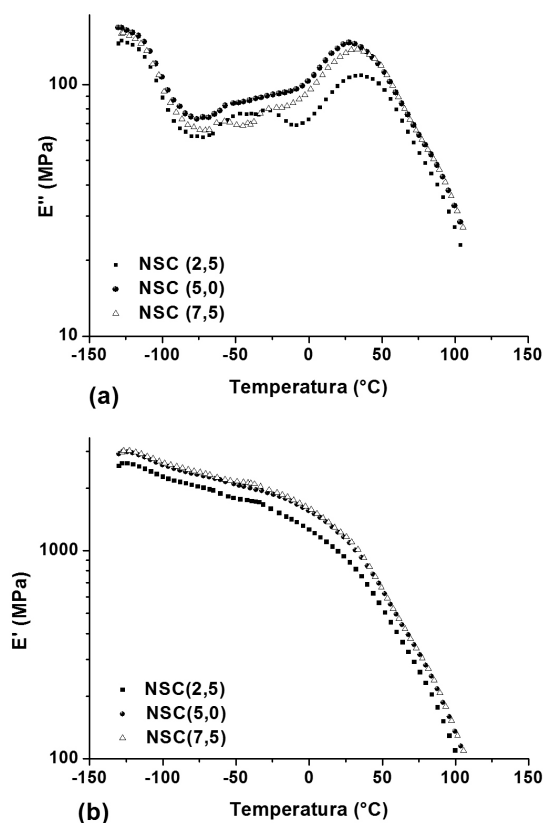 100
E'' (MPa)
NSC (2,5)
NSC (5,0)
NSC (7,5)
10
-150 -100 -50 0 50 100 150
Temperatura (°C)
(a)
1000
E' (MPa)
NSC(2,5)
NSC(5,0)
NSC(7,5)
100
-150 -100 -50 0 50 100 150
Temperatura (°C)
(b)